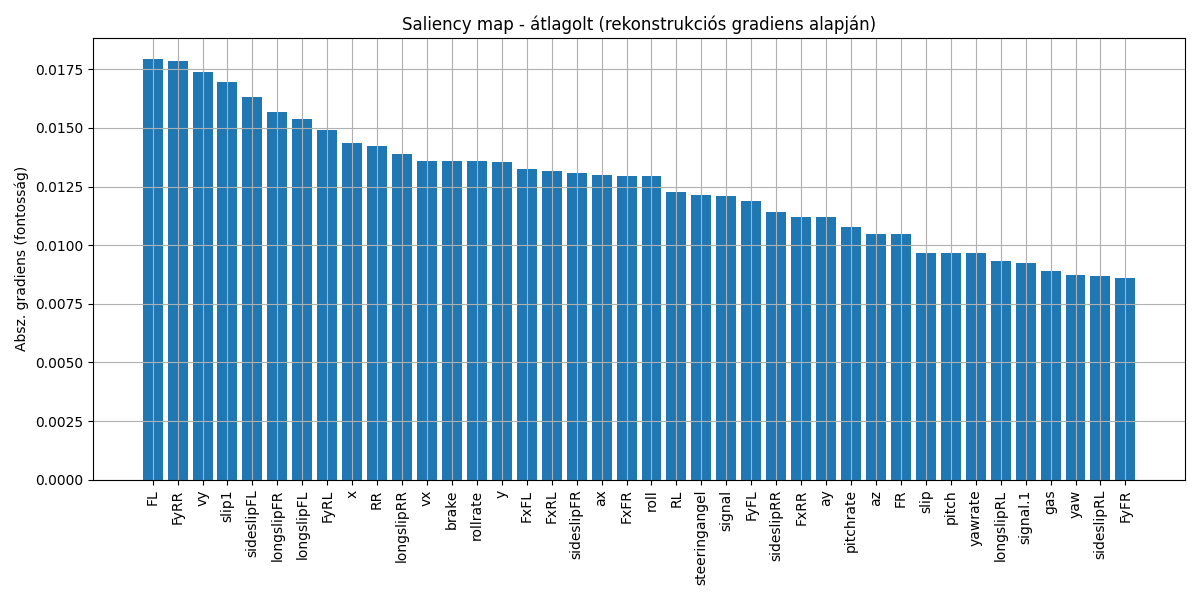 Saliency map - átlagolt (rekonstrukciós gradiens alapján)
Absz. gradiens (fontosság)
0.0175
0.0150
0.0125
0.0100
0.0075
0.0050
0.0025
0.0000
FL
FyRR
vy
slip1
sideslipFL
longslipFR
longslipFL
FyRL
x
RR
longslipRR
vx
brake
rollrate
y
FxFL
FxRL
sideslipFR
ax
FxFR
roll
RL
steeringangel
signal
FyFL
sideslipRR
FxRR
ay
pitchrate
az
FR
slip
pitch
yawrate
longslipRL
signal.1
gas
yaw
sideslipRL
FyFR